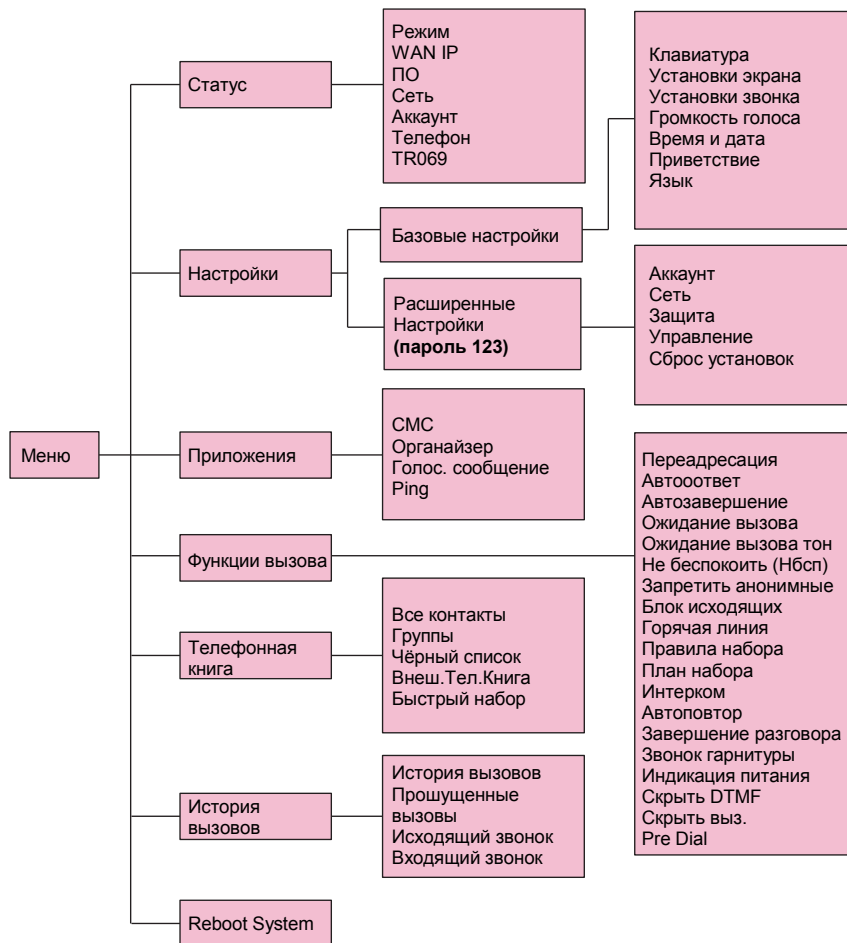 Меню
Статус
Режим
WAN IP
ПО
Сеть
Аккаунт
Телефон
TR069
Настройки
Базовые настройки
Клавиатура
Установки экрана
Установки звонка
Громкость голоса
Время и дата
Приветствие
Язык
Расширенные
Настройки
(пароль 123)
Аккаунт
Сеть
Защита
Управление
Сброс установок
Приложения
СМС
Органайзер
Голос. сообщение
Ping
Функции вызова
Переадресация
Автооответ
Автозавершение
Ожидание вызова
Ожидание вызова тон
Не беспокоить (Нбсп)
Запретить анонимные
Блок исходящих
Горячая линия
Правила набора
План набора
Интерком
Автоповтор
Завершение разговора
Звонок гарнитуры
Индикация питания
Скрыть DTMF
Скрыть выз.
Pre Dial
Телефонная
книга
Все контакты
Группы
Чёрный список
Внеш.Тел.Книга
Быстрый набор
История
вызовов
История вызовов
Прошущенные
вызовы
Исходящий звонок
Входящий звонок
Reboot System